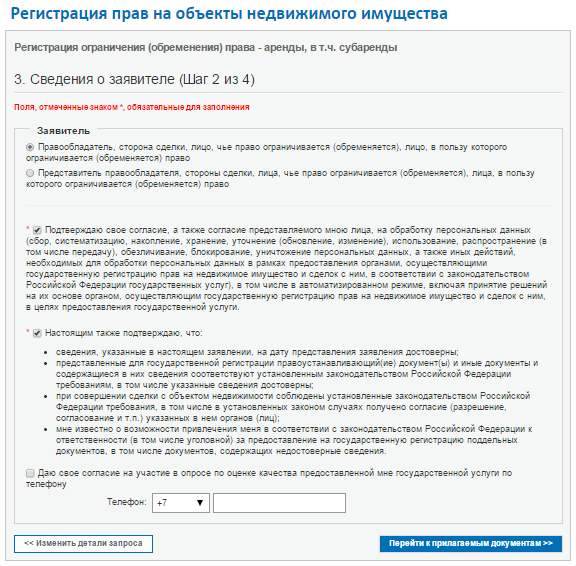 Регистрация прав на объекты недвижимого имущества
Регистрация ограничения (обременения) права - аренды, в т.ч. субаренды
3. Сведения о заявителе (Шаг 2 из 4)
Поля, отмеченные знаком *, обязательные для заполнения
Заявитель
Правообладатель, сторона сделки, лицо, чье право ограничивается (обременяется), лицо, в пользу которого
ограничивается (обременяется) право
Представитель правообладателя, стороны сделки, лица, чье право ограничивается (обременяется), лица, в пользу
которого ограничивается (обременяется) право
* Подтверждаю свое согласие, а также согласие представляемого мною лица, на обработку персональных данных
(сбор, систематизацию, накопление, хранение, уточнение (обновление, изменение), использование, распространение (в
том числе передачу), обезличивание, блокирование, уничтожение персональных данных, а также иных действий,
необходимых для обработки персональных данных в рамках предоставления органами, осуществляющими
государственную регистрацию прав на недвижимое имущество и сделок с ним, в соответствии с законодательством
Российской Федерации государственных услуг), в том числе в автоматизированном режиме, включая принятие решений
на их основе органом, осуществляющим государственную регистрацию прав на недвижимое имущество и сделок с ним,
в целях предоставления государственной услуги.
* Настоящим также подтверждаю, что:
• сведения, указанные в настоящем заявлении, на дату представления заявления достоверны;
• представленные для государственной регистрации правоустанавливающий(ие) документ(ы) и иные документы и
содержащиеся в них сведения соответствуют установленным законодательством Российской Федерации
требованиям, в том числе указанные сведения достоверны;
• при совершении сделки с объектом недвижимости соблюдены установленные законодательством Российской
Федерации требования, в том числе в установленных законом случаях получено согласие (разрешение,
согласование и т.п.) указанных в нем органов (лиц);
• мне известно о возможности привлечения меня в соответствии с законодательством Российской Федерации к
ответственности (в том числе уголовной) за предоставление на государственную регистрацию поддельных
документов, в том числе документов, содержащих недостоверные сведения.
Даю свое согласие на участие в опросе по оценке качества предоставленной мне государственной услуги по
телефону
Телефон: +7
<< Изменить детали запроса
Перейти к прилагаемым документам >>